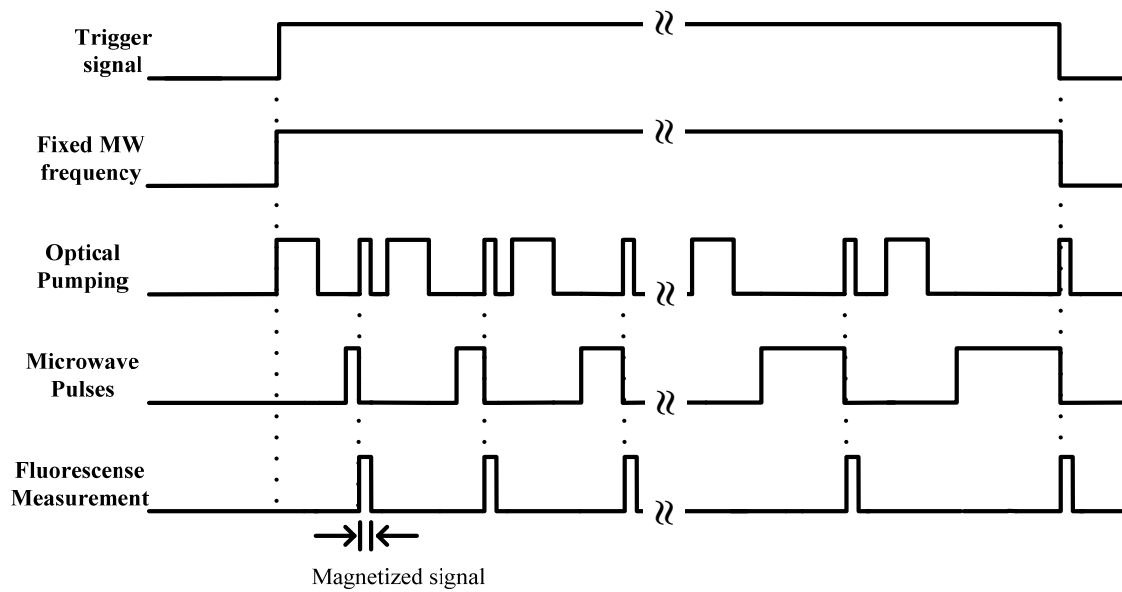 Trigger
signal
Fixed MW
frequency
Optical
Pumping
Microwave
Pulses
Fluorescense
Measurement
Magnetized signal